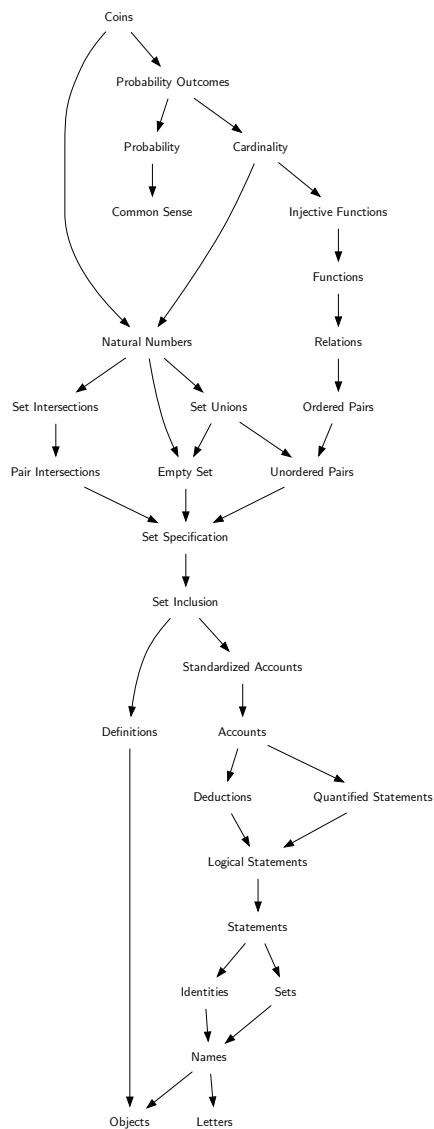 Coins
Probability Outcomes
Probability
Cardinality
Common Sense
Injective Functions
Functions
Natural Numbers
Relations
Set Intersections
Set Unions
Ordered Pairs
Pair Intersections
Empty Set
Unordered Pairs
Set Specification
Set Inclusion
Standardized Accounts
Definitions
Accounts
Deductions
Quantified Statements
Logical Statements
Statements
Identities
Sets
Names
Objects
Letters